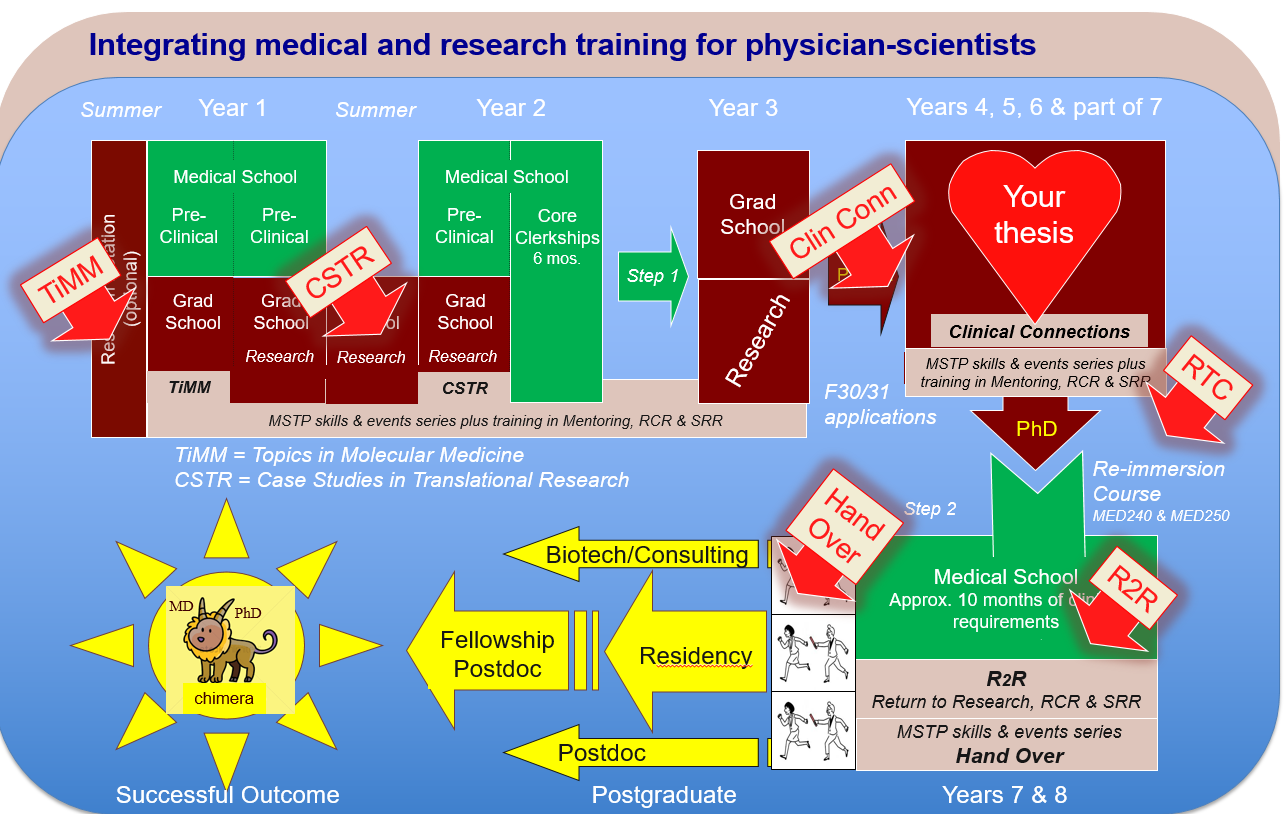 Integrating medical and research training for physician-scientists
Summer
Year 1
Summer
Year 2
Year 3
Years 4, 5, 6 & part of 7
(optional)
TiMM
Medical School
Pre-
Clinical
Pre-
Clinical
Grad
School
Grad
School
Research
TiMM
CSTR
Research
Medical School
Pre-
Clinical
Core
Clerkships
6 mos.
Grad
School
Research
CSTR
MSTP skills & events series plus training in Mentoring, RCR & SRR
Step 1
Grad
School
Research
Clin Conn
Your
thesis
Clinical Connections
MSTP skills & events series plus
training in Mentoring, RCR & SRR
RTC
F30/31
applications
PhD
TiMM = Topics in Molecular Medicine
CSTR = Case Studies in Translational Research
Re-immersion
Course
MED240 & MED250
Step 2
Hand
Over
Medical School
Approx. 10 months of
requirements
R2R
R2R
Return to Research, RCR & SRR
MSTP skills & events series
Hand Over
Years 7 & 8
Biotech/Consulting
Residency
Fellowship
Postdoc
Postdoc
Postgraduate
MD
PhD
chimera
Successful Outcome